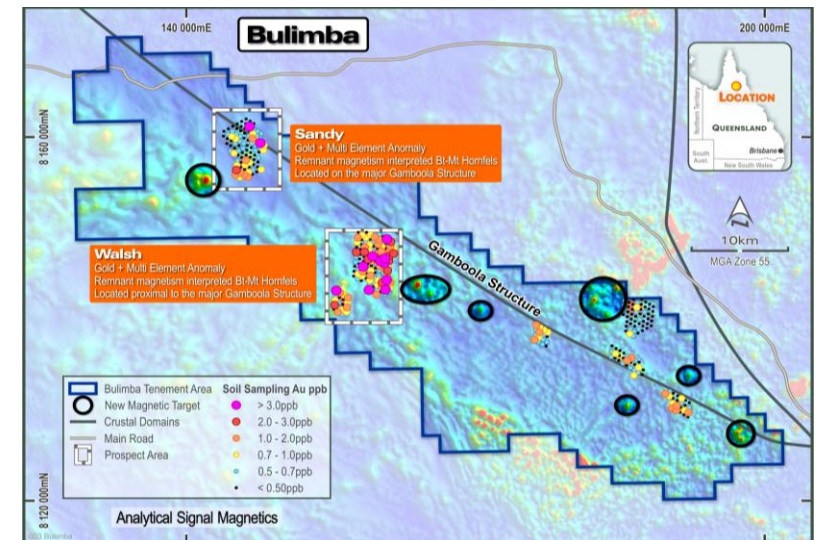 140 000mE
200 000mE
Bulimba
LOCATION
Northern Territory
QUEENSLAND
Brisbane
South Aust.
New South Wales
8 160 000mN
Sandy
Gold + Multi Element Anomaly
Remnant magnetism interpreted Bt-Mt Hornfels
Located on the major Gamboola Structure
10km
MGA Zone 55
Walsh
Gold + Multi Element Anomaly
Remnant magnetism interpreted Bt-Mt Hornfels
Located proximal to the major Gamboola Structure
Gamboola Structure
Bulimba Tenement Area
New Magnetic Target
Crustal Domains
Main Road
Prospect Area
Soil Sampling Au ppb
> 3.0ppb
2.0 - 3.0ppb
1.0 - 2.0ppb
0.7 - 1.0ppb
0.5 - 0.7ppb
< 0.50ppb
8 120 000mN
Analytical Signal Magnetics
Bulimba